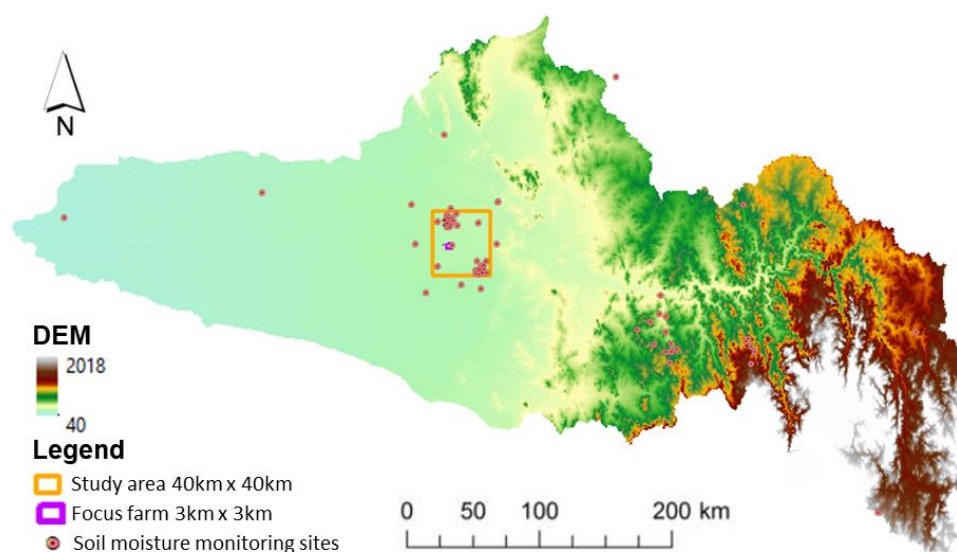 N
DEM
2018
40
Legend
Study area 40km x 40km
Focus farm 3km x 3km
Soil moisture monitoring sites
0 50 100 200 km